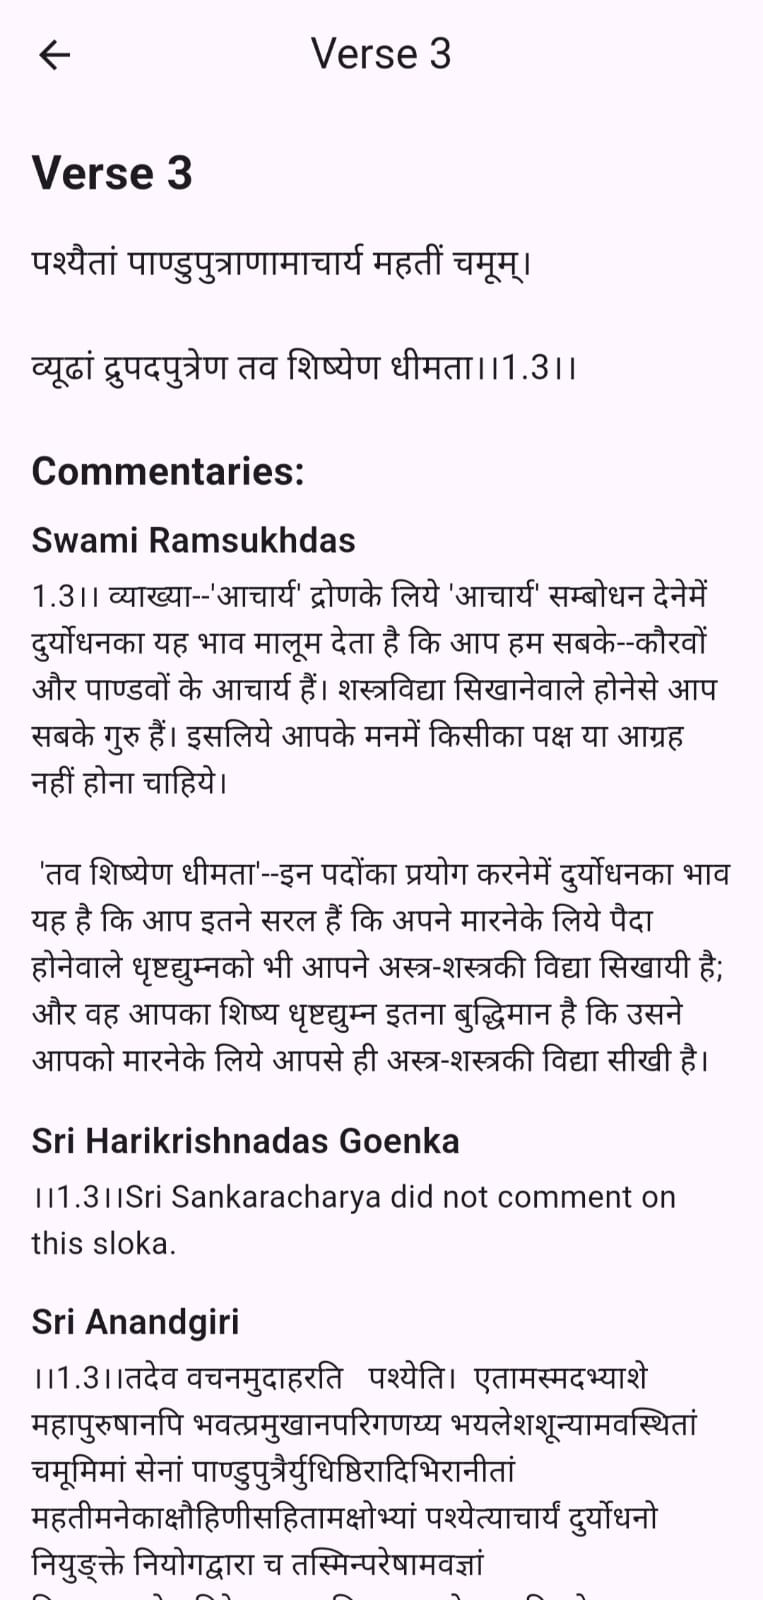 Verse 3
Verse 3
पश्यैतां पाण्डुपुत्राणामाचार्य महतीं चमूम्।
व्यूढां द्रुपदपुत्रेण तव शिष्येण धीमता।।1.3।।
Commentaries:
Swami Ramsukhdas
1.3।। व्याख्या--'आचार्य' द्रोणके लिये 'आचार्य' सम्बोधन देनेमें
दुर्योधनका यह भाव मालूम देता है कि आप हम सबके--कौरवों
और पाण्डवों के आचार्य हैं। शस्त्रविद्या सिखानेवाले होनेसे आप
सबके गुरु हैं। इसलिये आपके मनमें किसीका पक्ष या आग्रह
नहीं होना चाहिये।
'तव शिष्येण धीमता'--इन पदोंका प्रयोग करनेमें दुर्योधनका भाव
यह है कि आप इतने सरल हैं कि अपने मारनेके लिये पैदा
होनेवाले धृष्टद्युम्नको भी आपने अस्त्र-शस्त्रकी विद्या सिखायी है;
और वह आपका शिष्य धृष्टद्युम्न इतना बुद्धिमान है कि उसने
आपको मारनेके लिये आपसे ही अस्त्र-शस्त्रकी विद्या सीखी है।
Sri Harikrishnadas Goenka
।।1.3।।Sri Sankaracharya did not comment on
this sloka.
Sri Anandgiri
।।1.3।।तदेव वचनमुदाहरति पश्येति। एतामस्मदभ्याशे
महापुरुषानपि भवत्प्रमुखानपरिगणय्य भयलेशशून्यामवस्थितां
चमूमिमां सेनां पाण्डुपुत्रैर्युधिष्ठिरादिभिरानीतां
महतीमनेकाक्षौहिणीसहितामक्षोभ्यां पश्येत्याचार्यं दुर्योधनो
नियुङ्क्ते नियोगद्वारा च तस्मिन्परेषामवज्ञां